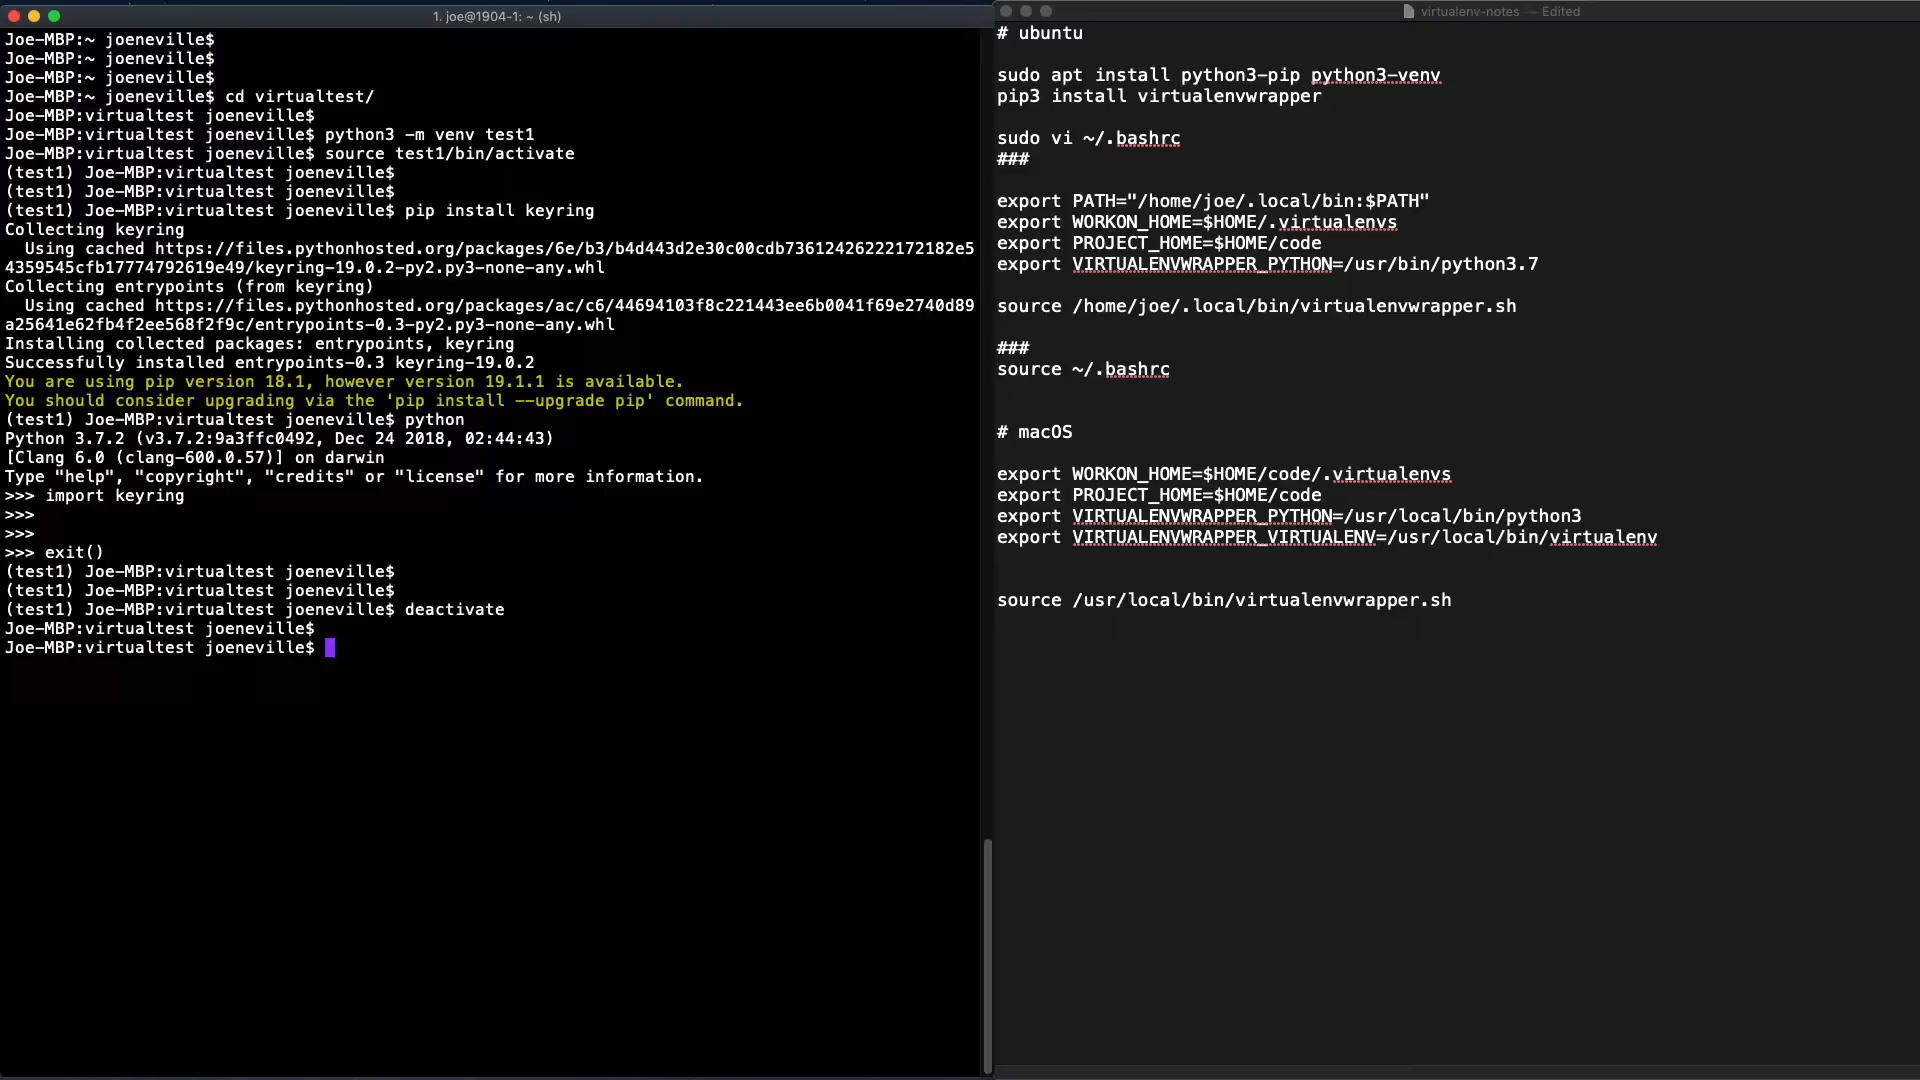 1. joe@1904-1: ~ (sh)
Joe-MBP:~ joeneville$
Joe-MBP:~ joeneville$
Joe-MBP:~ joeneville$
Joe-MBP:~ joeneville$ cd virtualtest/
Joe-MBP:virtualtest joeneville$
Joe-MBP:virtualtest joeneville$ python3 -m venv test1
Joe-MBP:virtualtest joeneville$ source test1/bin/activate
(test1) Joe-MBP:virtualtest joeneville$
(test1) Joe-MBP:virtualtest joeneville$
(test1) Joe-MBP:virtualtest joeneville$ pip install keyring
Collecting keyring
  Using cached https://files.pythonhosted.org/packages/6e/b3/b4d443d2e30c00cdb73612426222172182e5
4359545cfb17774792619e49/keyring-19.0.2-py2.py3-none-any.whl
Collecting entrypoints (from keyring)
  Using cached https://files.pythonhosted.org/packages/ac/c6/44694103f8c221443ee6b0041f69e2740d89
a25641e62fb4f2ee568f2f9c/entrypoints-0.3-py2.py3-none-any.whl
Installing collected packages: entrypoints, keyring
Successfully installed entrypoints-0.3 keyring-19.0.2
You are using pip version 18.1, however version 19.1.1 is available.
You should consider upgrading via the 'pip install --upgrade pip' command.
(test1) Joe-MBP:virtualtest joeneville$ python
Python 3.7.2 (v3.7.2:9a3ffc0492, Dec 24 2018, 02:44:43)
[Clang 6.0 (clang-600.0.57)] on darwin
Type "help", "copyright", "credits" or "license" for more information.
>>> import keyring
>>>
>>>
>>> exit()
(test1) Joe-MBP:virtualtest joeneville$
(test1) Joe-MBP:virtualtest joeneville$
(test1) Joe-MBP:virtualtest joeneville$ deactivate
Joe-MBP:virtualtest joeneville$
Joe-MBP:virtualtest joeneville$
virtualenv-notes — Edited
# ubuntu
sudo apt install python3-pip python3-venv
pip3 install virtualenvwrapper
sudo vi ~/.bashrc
###
export PATH="/home/joe/.local/bin:$PATH"
export WORKON_HOME=$HOME/.virtualenvs
export PROJECT_HOME=$HOME/code
export VIRTUALENVWRAPPER_PYTHON=/usr/bin/python3.7
source /home/joe/.local/bin/virtualenvwrapper.sh
###
source ~/.bashrc
# macOS
export WORKON_HOME=$HOME/code/.virtualenvs
export PROJECT_HOME=$HOME/code
export VIRTUALENVWRAPPER_PYTHON=/usr/local/bin/python3
export VIRTUALENVWRAPPER_VIRTUALENV=/usr/local/bin/virtualenv
source /usr/local/bin/virtualenvwrapper.sh